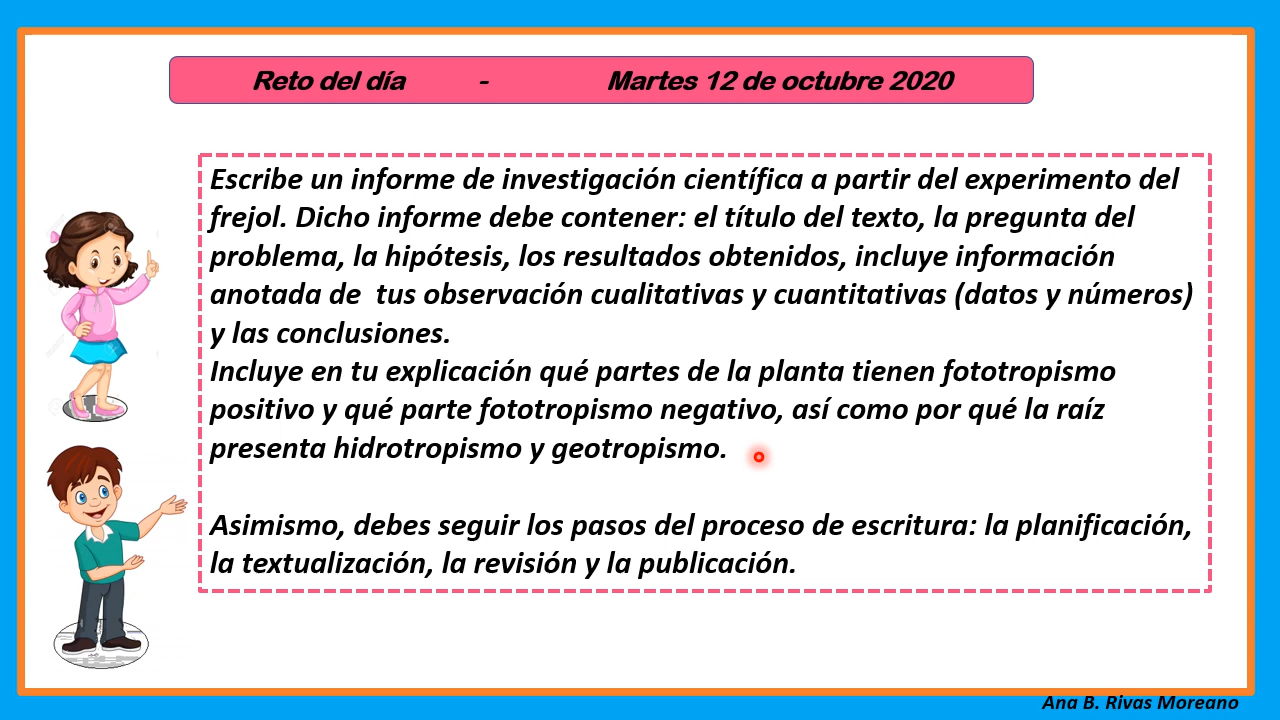 Reto del día - Martes 12 de octubre 2020
Escribe un informe de investigación científica a partir del experimento del
frejol. Dicho informe debe contener: el título del texto, la pregunta del
problema, la hipótesis, los resultados obtenidos, incluye información
anotada de tus observación cualitativas y cuantitativas (datos y números)
y las conclusiones.
Incluye en tu explicación qué partes de la planta tienen fototropismo
positivo y qué parte fototropismo negativo, así como por qué la raíz
presenta hidrotropismo y geotropismo.
Asimismo, debes seguir los pasos del proceso de escritura: la planificación,
la textualización, la revisión y la publicación.
Ana B. Rivas Moreano